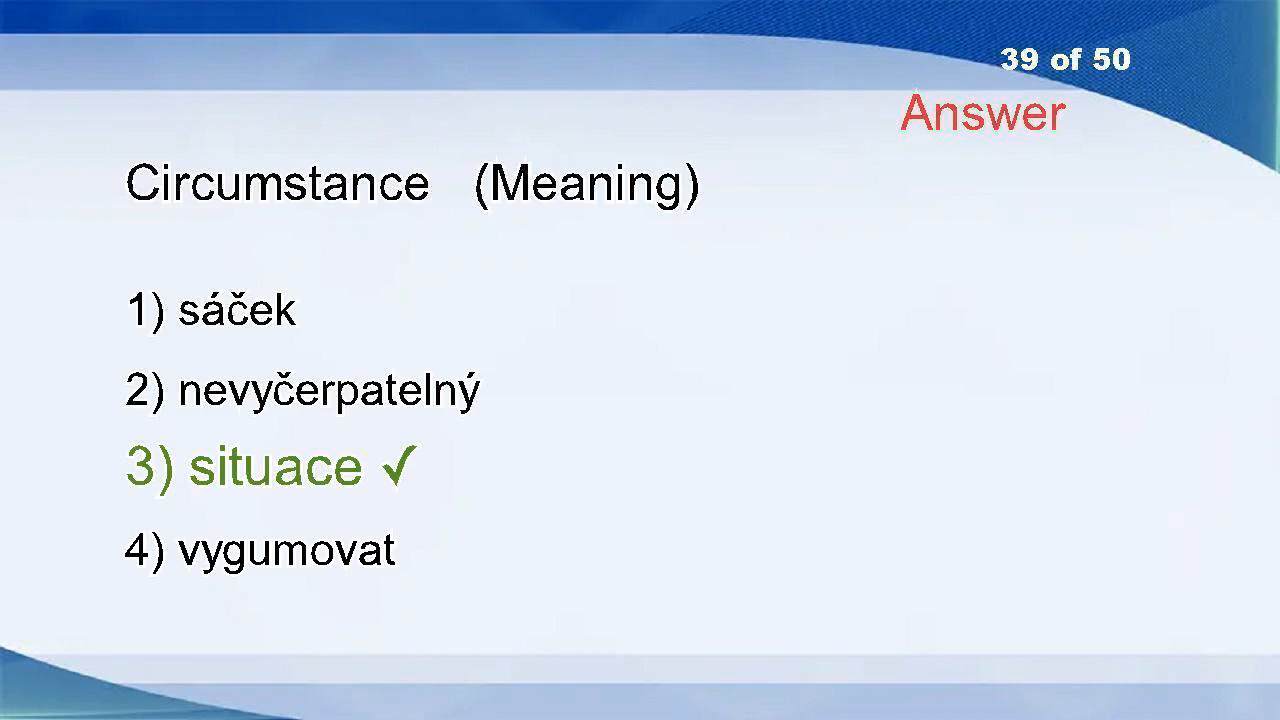 39 of 50
Answer
Circumstance (Meaning)
1) sáček
2) nevyčerpatelný
3) situace ✓
4) vygumovat